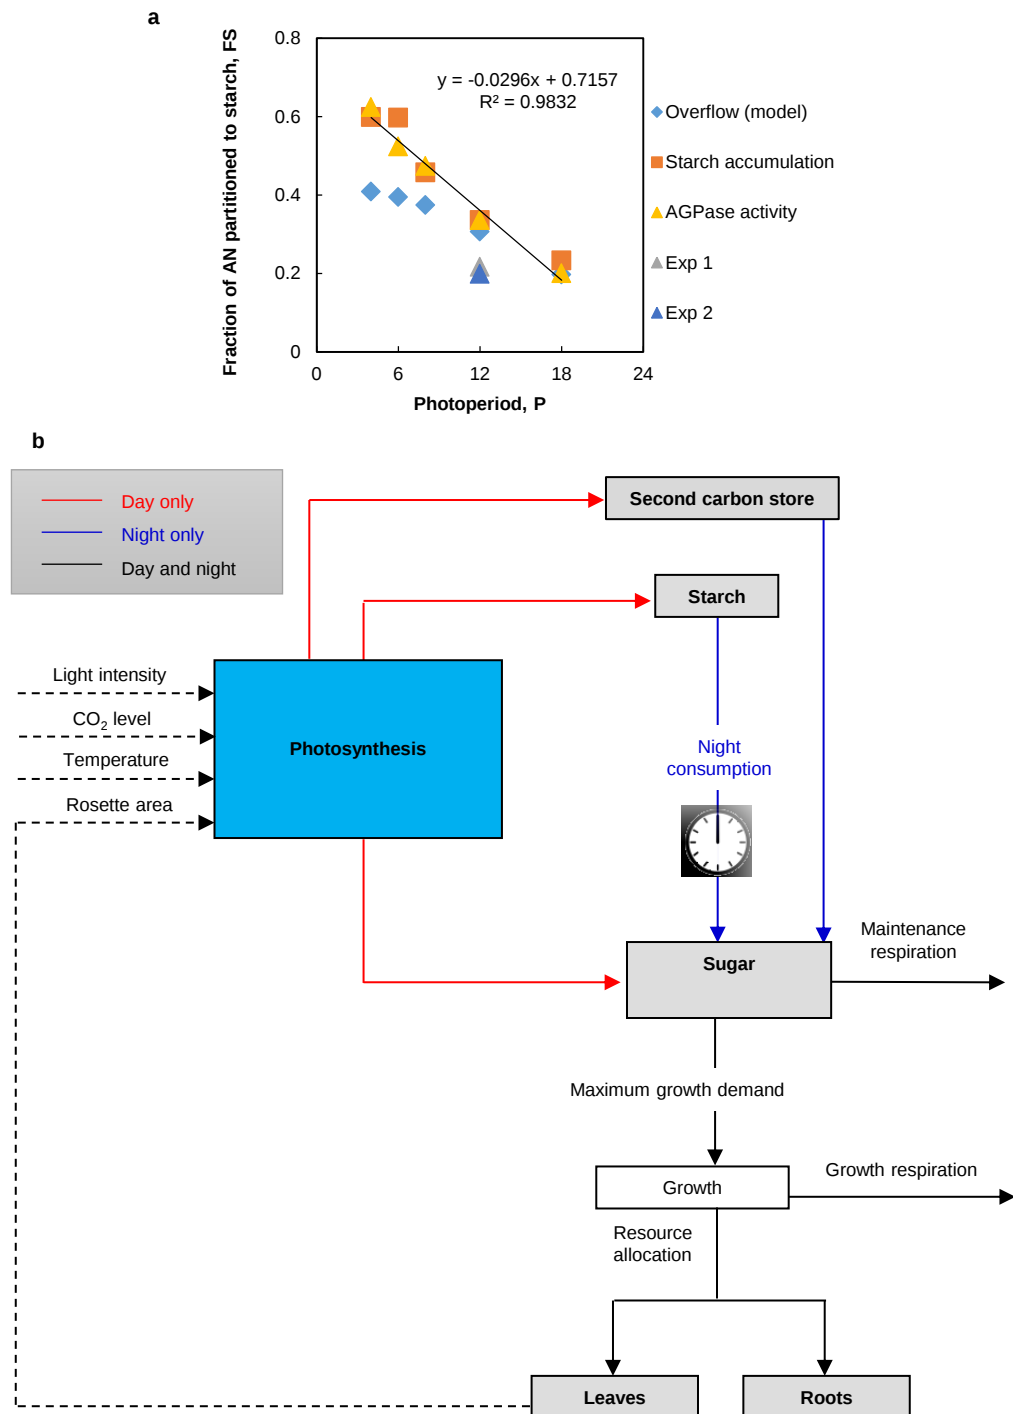 a
Fraction of AN partitioned to starch, FS
0.8
0.6
0.4
0.2
0
0
6
12
18
24
Photoperiod, P
y = -0.0296x + 0.7157
R² = 0.9832
Overflow (model)
Starch accumulation
AGPase activity
Exp 1
Exp 2
b
Day only
Night only
Day and night
Second carbon store
Starch
Light intensity
CO₂ level
Temperature
Rosette area
Photosynthesis
Night
consumption
Sugar
Maintenance
respiration
Maximum growth demand
Growth
Growth respiration
Resource
allocation
Leaves
Roots